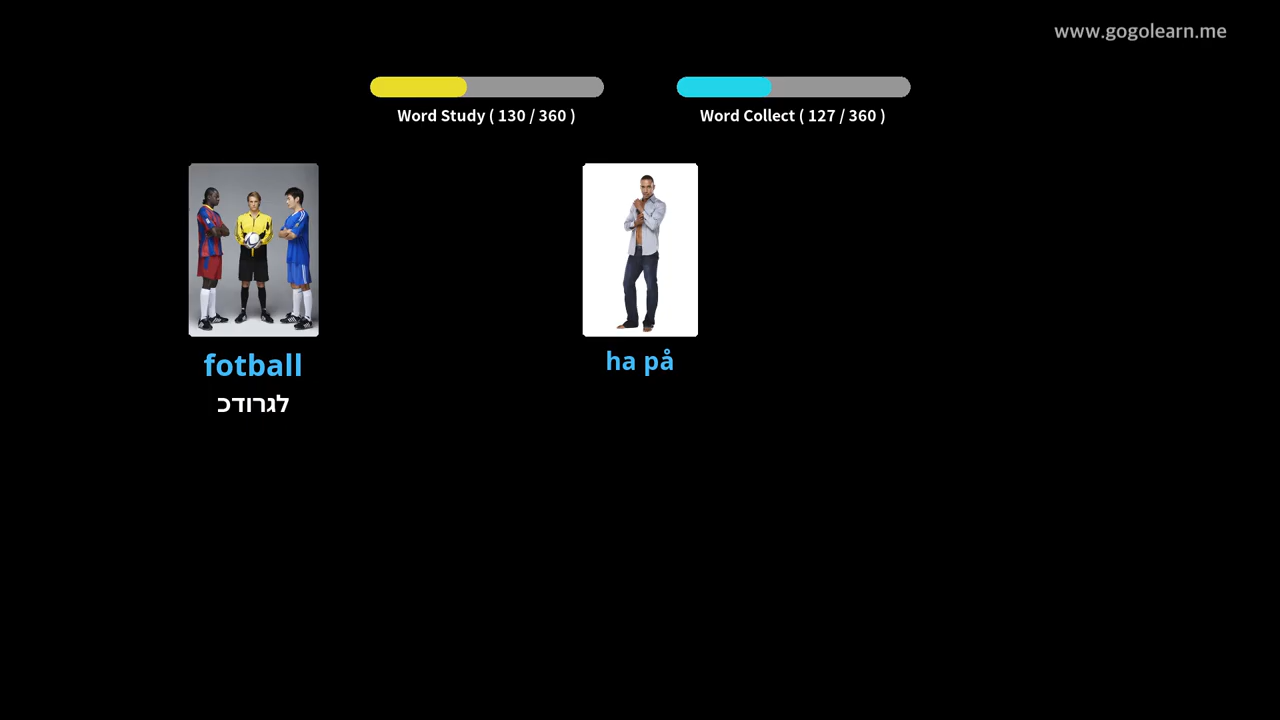 www.gogolearn.me
Word Study ( 130 / 360 )
Word Collect ( 127 / 360 )
fotball
לגרודכ
ha på